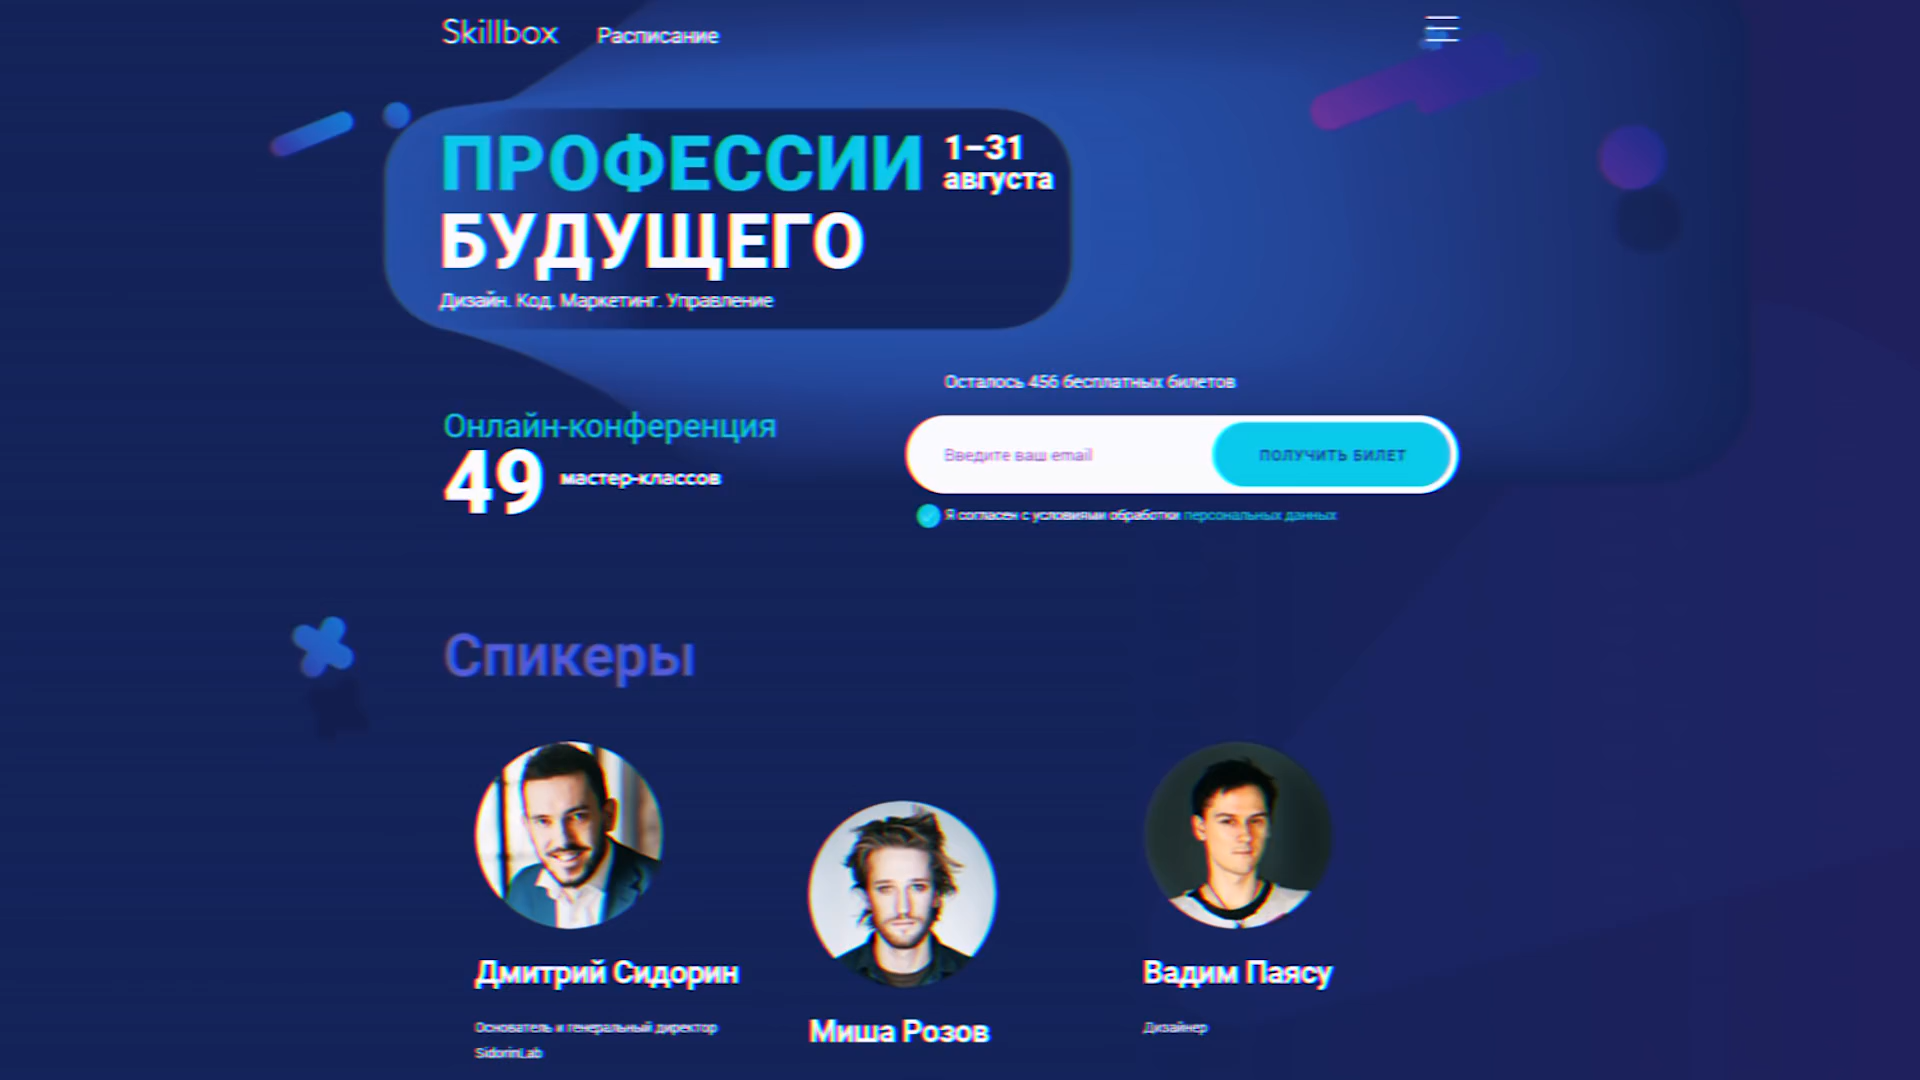 Skillbox
Расписание
ПРОФЕССИИ
1–31
августа
БУДУЩЕГО
Дизайн. Код. Маркетинг. Управление
Осталось 456 бесплатных билетов
Онлайн-конференция
49 мастер-классов
Введите ваш email
ПОЛУЧИТЬ БИЛЕТ
Я согласен с условиями обработки персональных данных
Спикеры
Дмитрий Сидорин
Основатель и генеральный директор
SidorinLab
Миша Розов
Вадим Паясу
Дизайнер